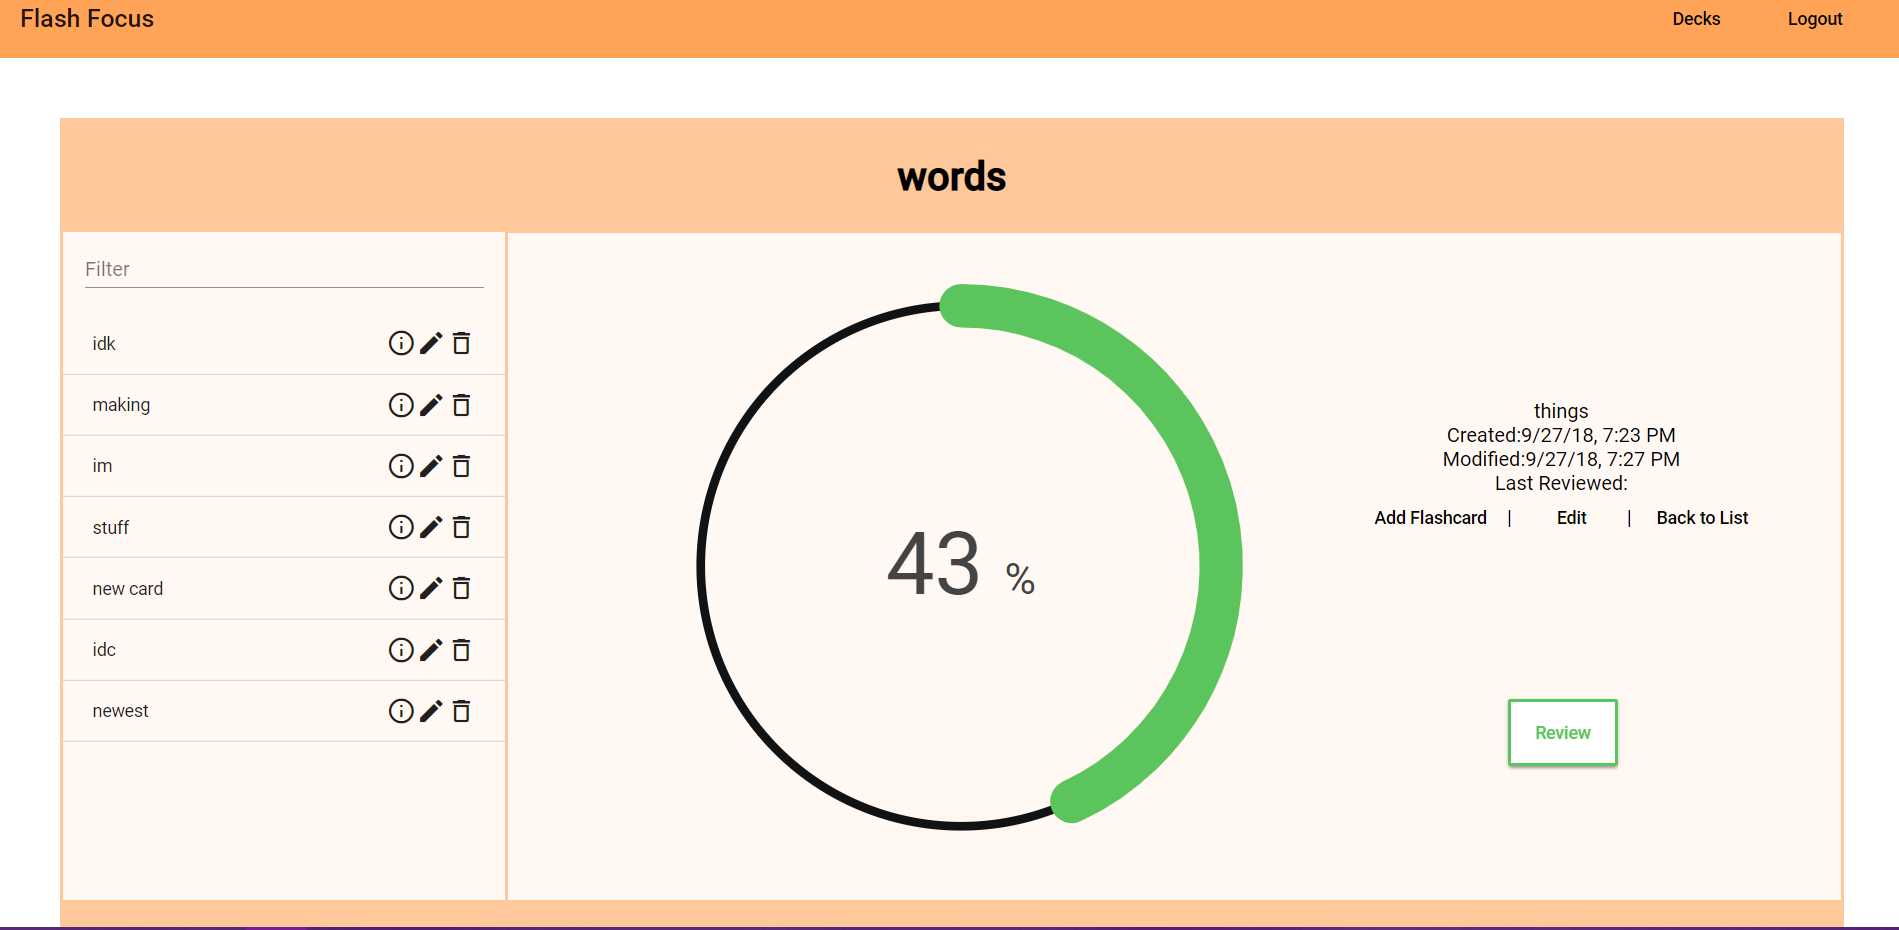 Flash Focus Decks Logout
words
Filter
idk
making
im
stuff
new card
idc
newest
43 %
things
Created:9/27/18, 7:23 PM
Modified:9/27/18, 7:27 PM
Last Reviewed:
Add Flashcard | Edit | Back to List
Review